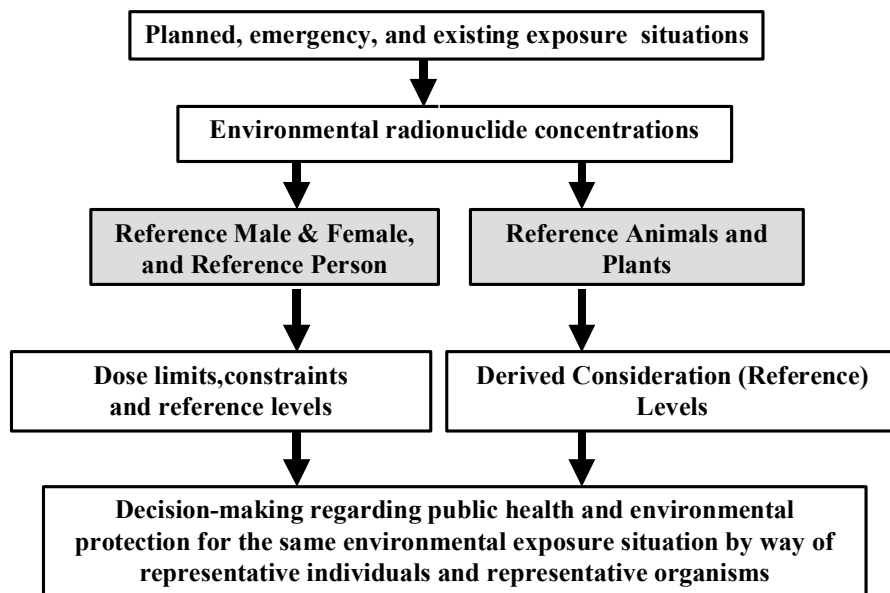 Planned, emergency, and existing exposure situations
Environmental radionuclide concentrations
Reference Male & Female,
and Reference Person
Reference Animals and
Plants
Dose limits,constraints
and reference levels
Derived Consideration (Reference)
Levels
Decision-making regarding public health and environmental
protection for the same environmental exposure situation by way of
representative individuals and representative organisms